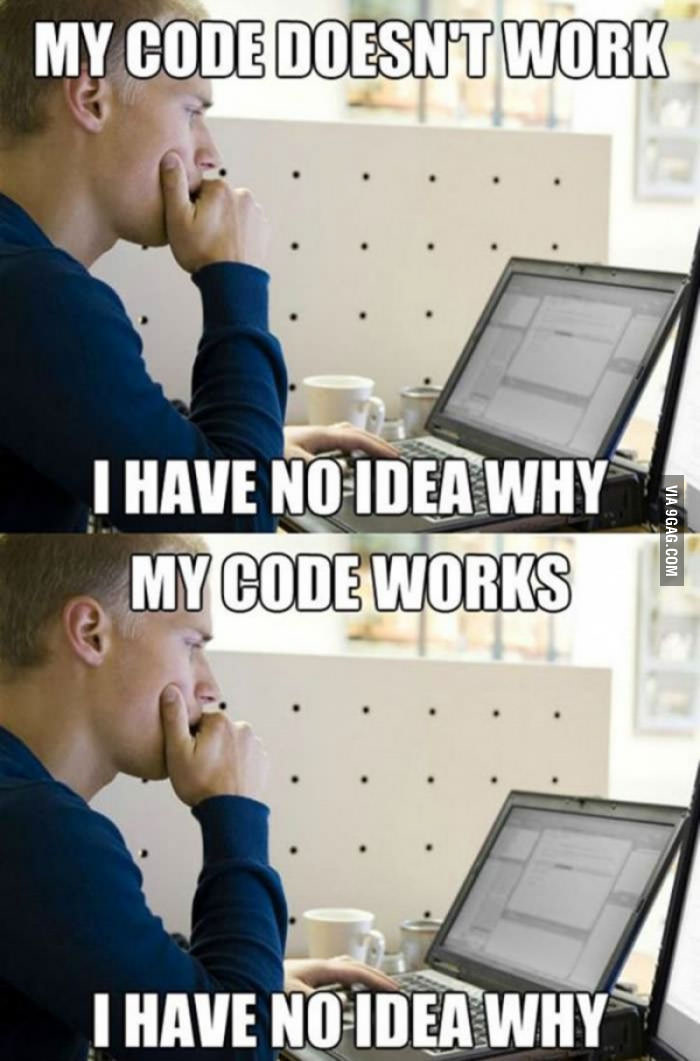 MY CODE DOESN'T WORK
I HAVE NO IDEA WHY
VIA 9GAG.COM
MY CODE WORKS
I HAVE NO IDEA WHY